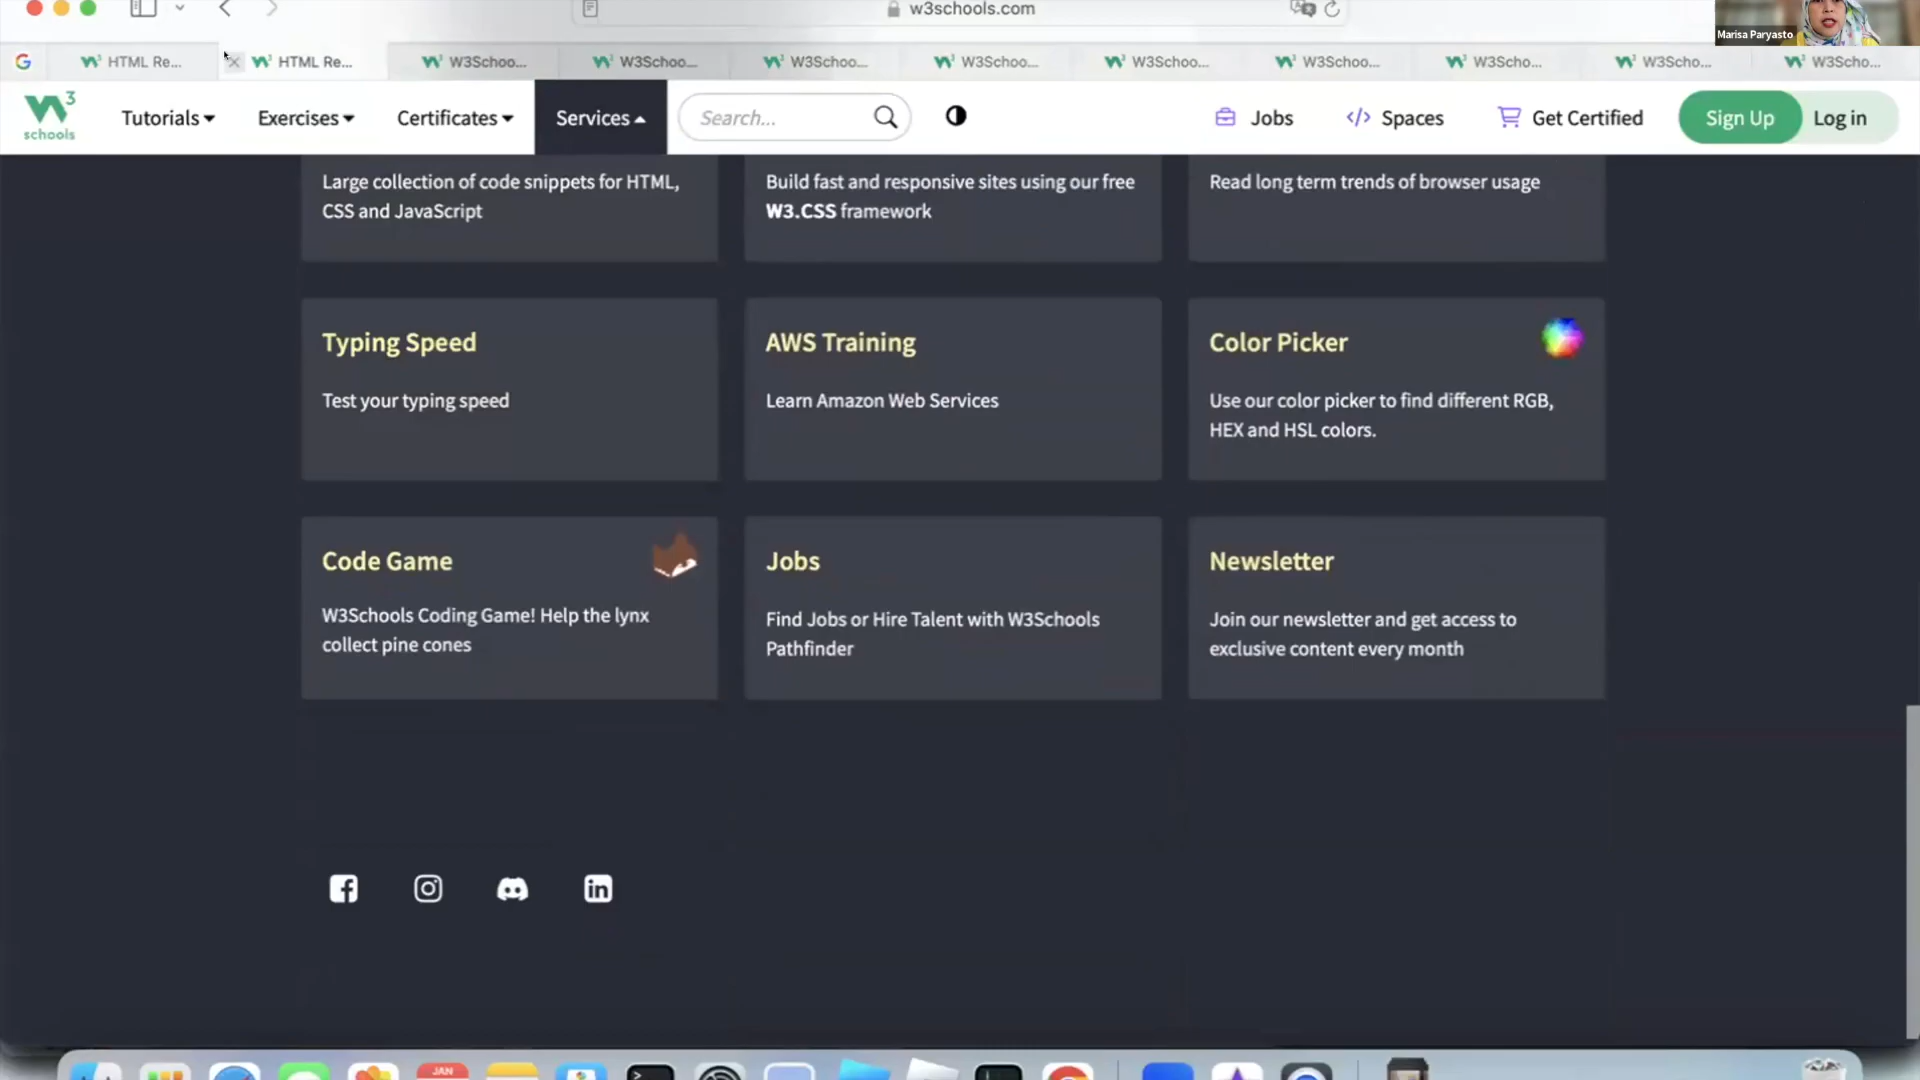 w3schools.com
Marisa Paryasto
HTML Re...
HTML Re...
W3Schoo...
W3Schoo...
W3Schoo...
W3Schoo...
W3Schoo...
W3Schoo...
W3Scho...
W3Scho...
W3Scho...
W3
schools
Tutorials
Exercises
Certificates
Services
Search...
Jobs
Spaces
Get Certified
Sign Up
Log in
Large collection of code snippets for HTML,
CSS and JavaScript
Build fast and responsive sites using our free
W3.CSS framework
Read long term trends of browser usage
Typing Speed
Test your typing speed
AWS Training
Learn Amazon Web Services
Color Picker
Use our color picker to find different RGB,
HEX and HSL colors.
Code Game
W3Schools Coding Game! Help the lynx
collect pine cones
Jobs
Find Jobs or Hire Talent with W3Schools
Pathfinder
Newsletter
Join our newsletter and get access to
exclusive content every month
JAN